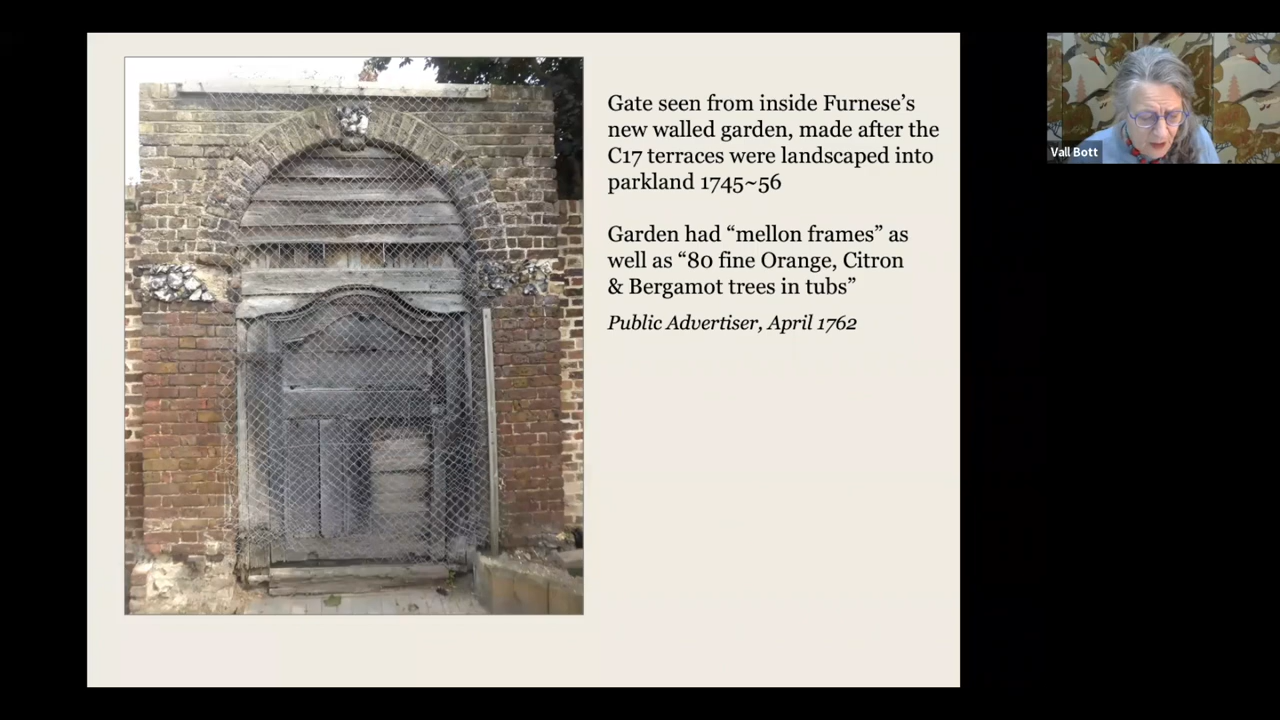 Gate seen from inside Furnese’s
new walled garden, made after the
C17 terraces were landscaped into
parkland 1745~56
Garden had “mellon frames” as
well as “80 fine Orange, Citron
& Bergamot trees in tubs”
Public Advertiser, April 1762
Vall Bott